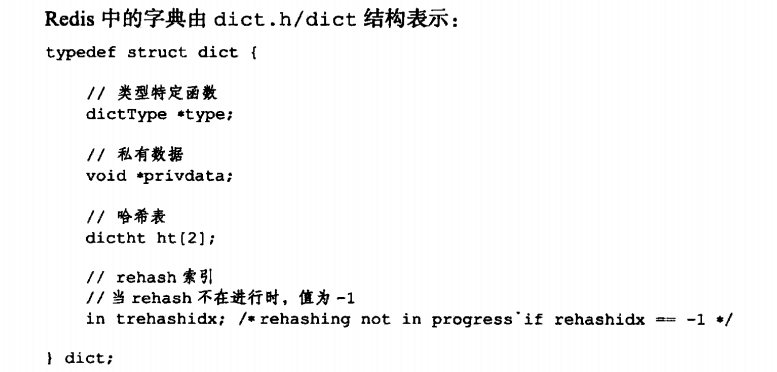 Redis 中的字典由 dict.h/dict 结构表示：
typedef struct dict {
// 类型特定函数
dictType *type;
// 私有数据
void *privdata;
// 哈希表
dictht ht[2];
// rehash 索引
// 当 rehash 不在进行时，值为 -1
in trehashidx; /* rehashing not in progress if rehashidx == -1 */
} dict;